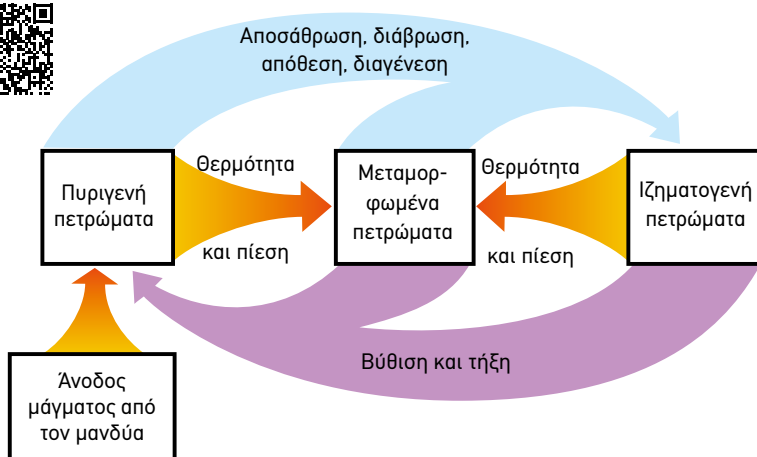 Αποσάθρωση, διάβρωση,
απόθεση, διαγένεση
Πυριγενή
πετρώματα
Θερμότητα
και πίεση
Μεταμορ-
φωμένα
πετρώματα
Θερμότητα
και πίεση
Ιζηματογενή
πετρώματα
Βύθιση και τήξη
Άνοδος
μάγματος από
τον μανδύα